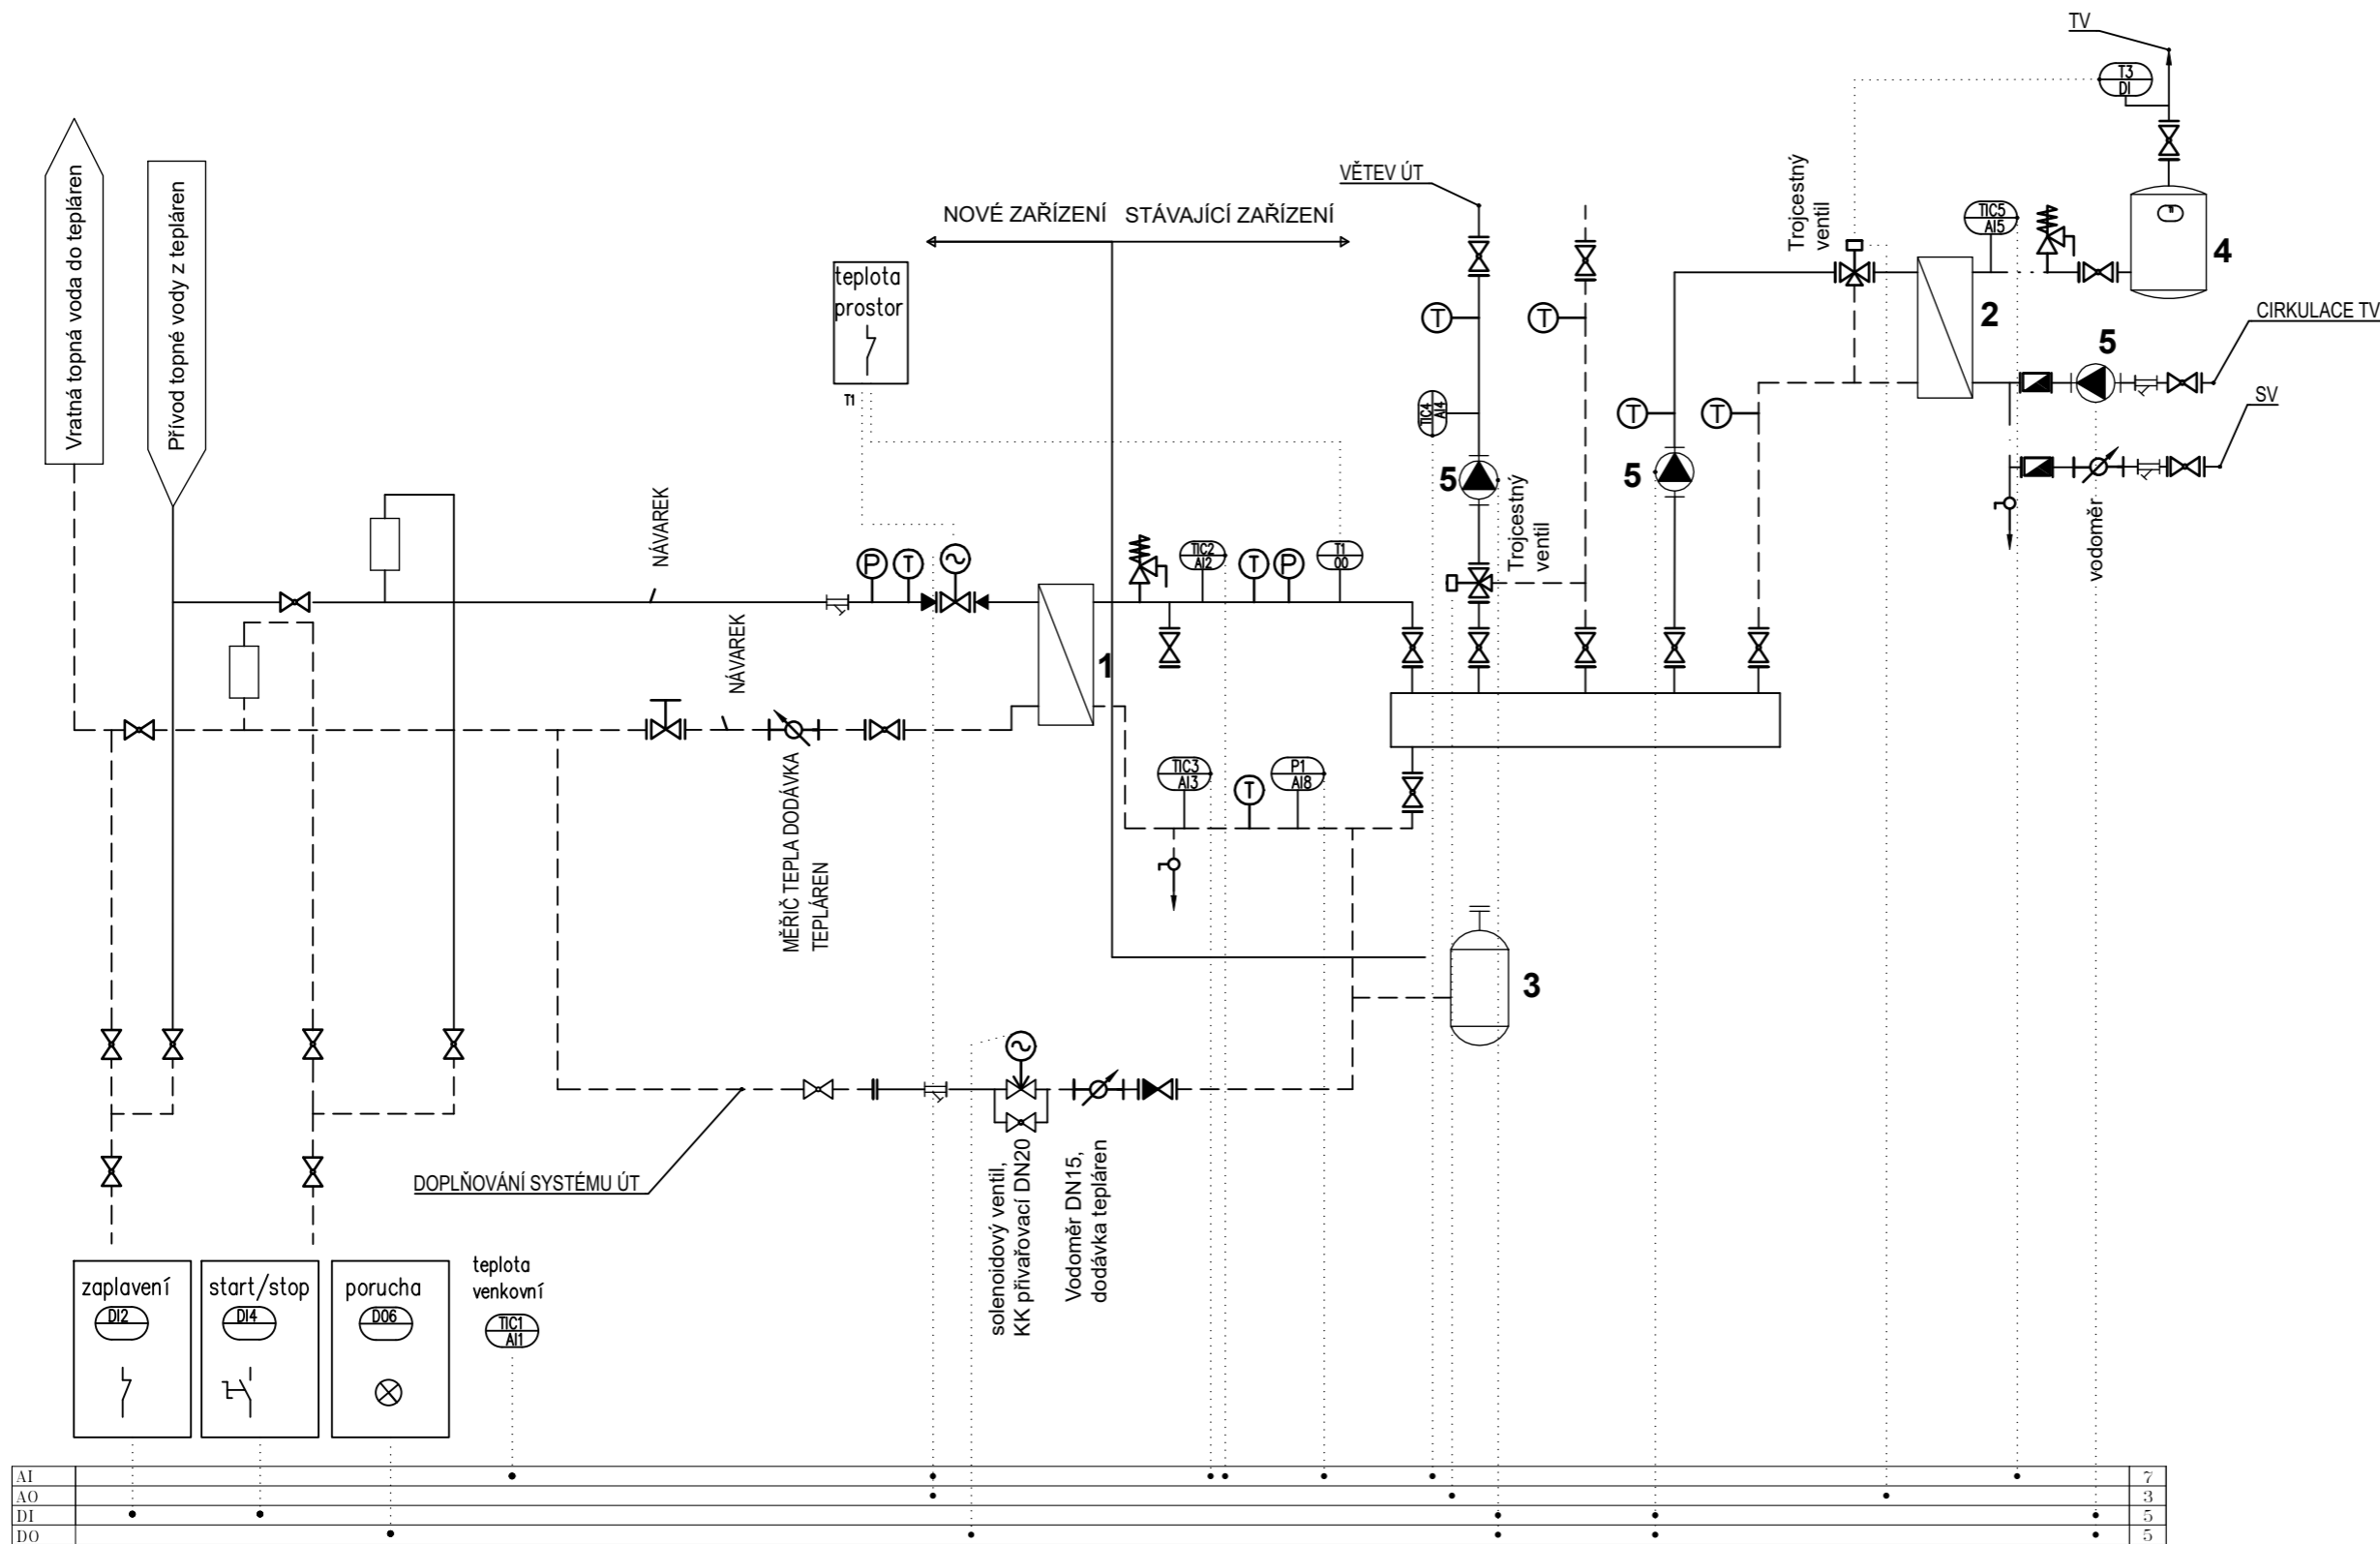 TV
T3
DI
Vratná topná voda do tepláren
Přívod topné vody z tepláren
VĚTEV ÚT
Trojcestný
ventil
NOVÉ ZAŘÍZENÍ
STÁVAJÍCÍ ZAŘÍZENÍ
TIC5
AI5
4
teplota
prostor
T1
T
T
2
CIRKULACE TV
5
SV
TIC4
AI4
T
T
5
5
Trojcestný
ventil
vodoměr
NÁVAREK
P
T
TIC2
AI2
T
P
T1
00
NÁVAREK
1
MĚŘIČ TEPLA DODÁVKA
TEPLÁREN
TIC3
AI3
T
P1
AI8
3
DOPLŇOVÁNÍ SYSTÉMU ÚT
solenoidový ventil,
KK přivařovací DN20
Vodoměr DN15,
dodávka tepláren
zaplavení
DI2
start/stop
DI4
porucha
DO6
teplota
venkovní
TIC1
AI1
AI 7
AO 3
DI 5
DO 5